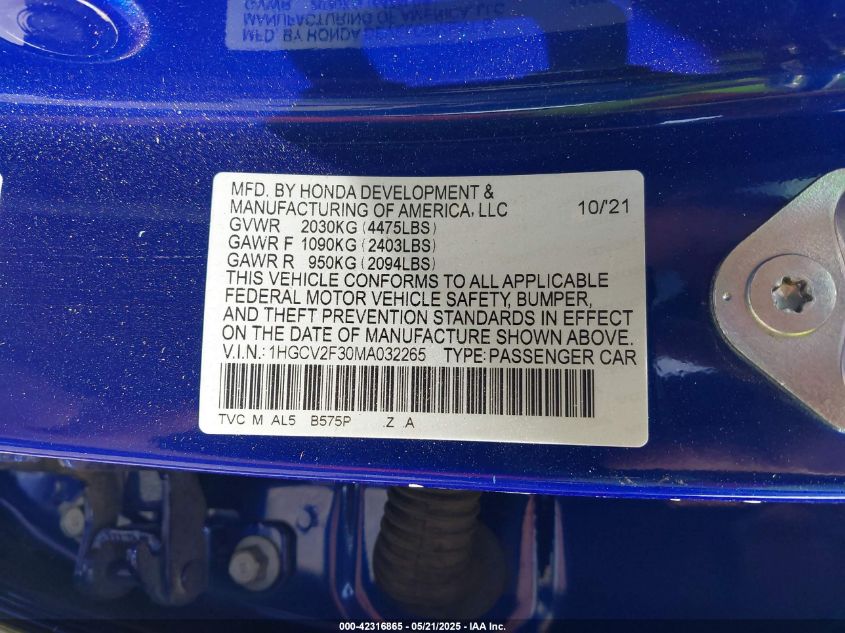 MFD. BY HONDA DEVELOPMENT &
MANUFACTURING OF AMERICA, LLC 10/'21
GVWR 2030KG (4475LBS)
GAWR F 1090KG (2403LBS)
GAWR R 950KG (2094LBS)
THIS VEHICLE CONFORMS TO ALL APPLICABLE
FEDERAL MOTOR VEHICLE SAFETY, BUMPER,
AND THEFT PREVENTION STANDARDS IN EFFECT
ON THE DATE OF MANUFACTURE SHOWN ABOVE.
V.I.N.: 1HGCV2F30MA032265 TYPE: PASSENGER CAR
TVC M AL5 B575P .Z .A
000-42316865 - 05/21/2025 - IAA Inc.